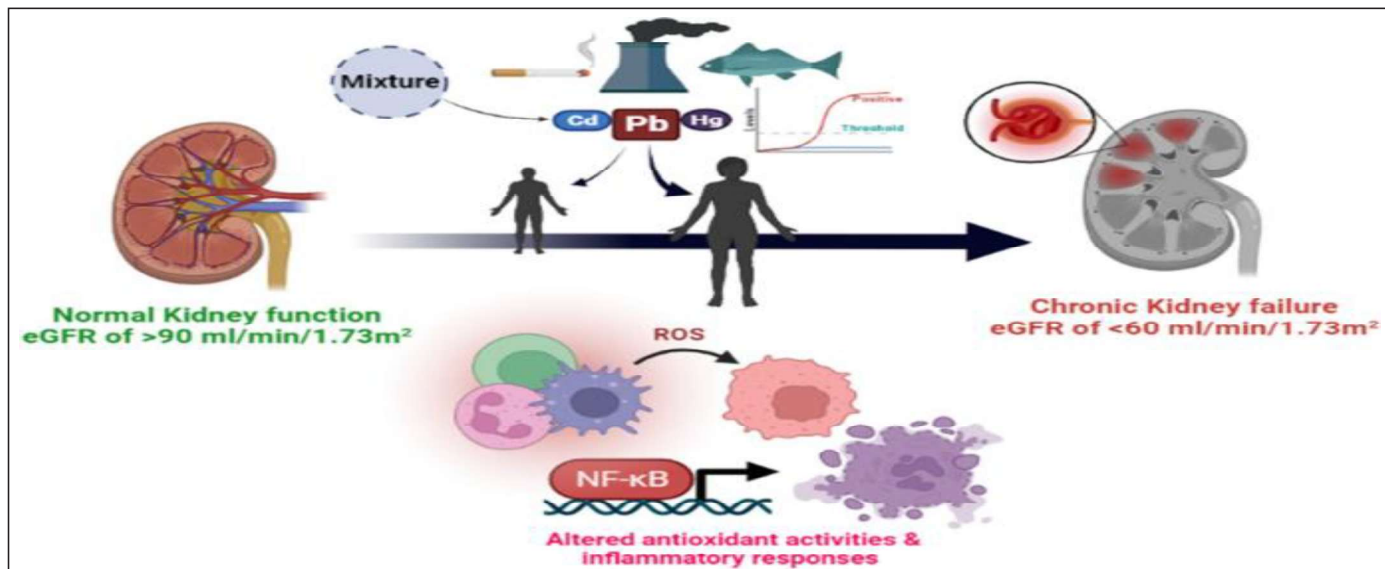 Mixture
Cd Pb Hg
Levels
Positive
Threshold
Normal Kidney function
eGFR of >90 ml/min/1.73m²
Chronic Kidney failure
eGFR of <60 ml/min/1.73m²
ROS
NF-κB
Altered antioxidant activities &
inflammatory responses